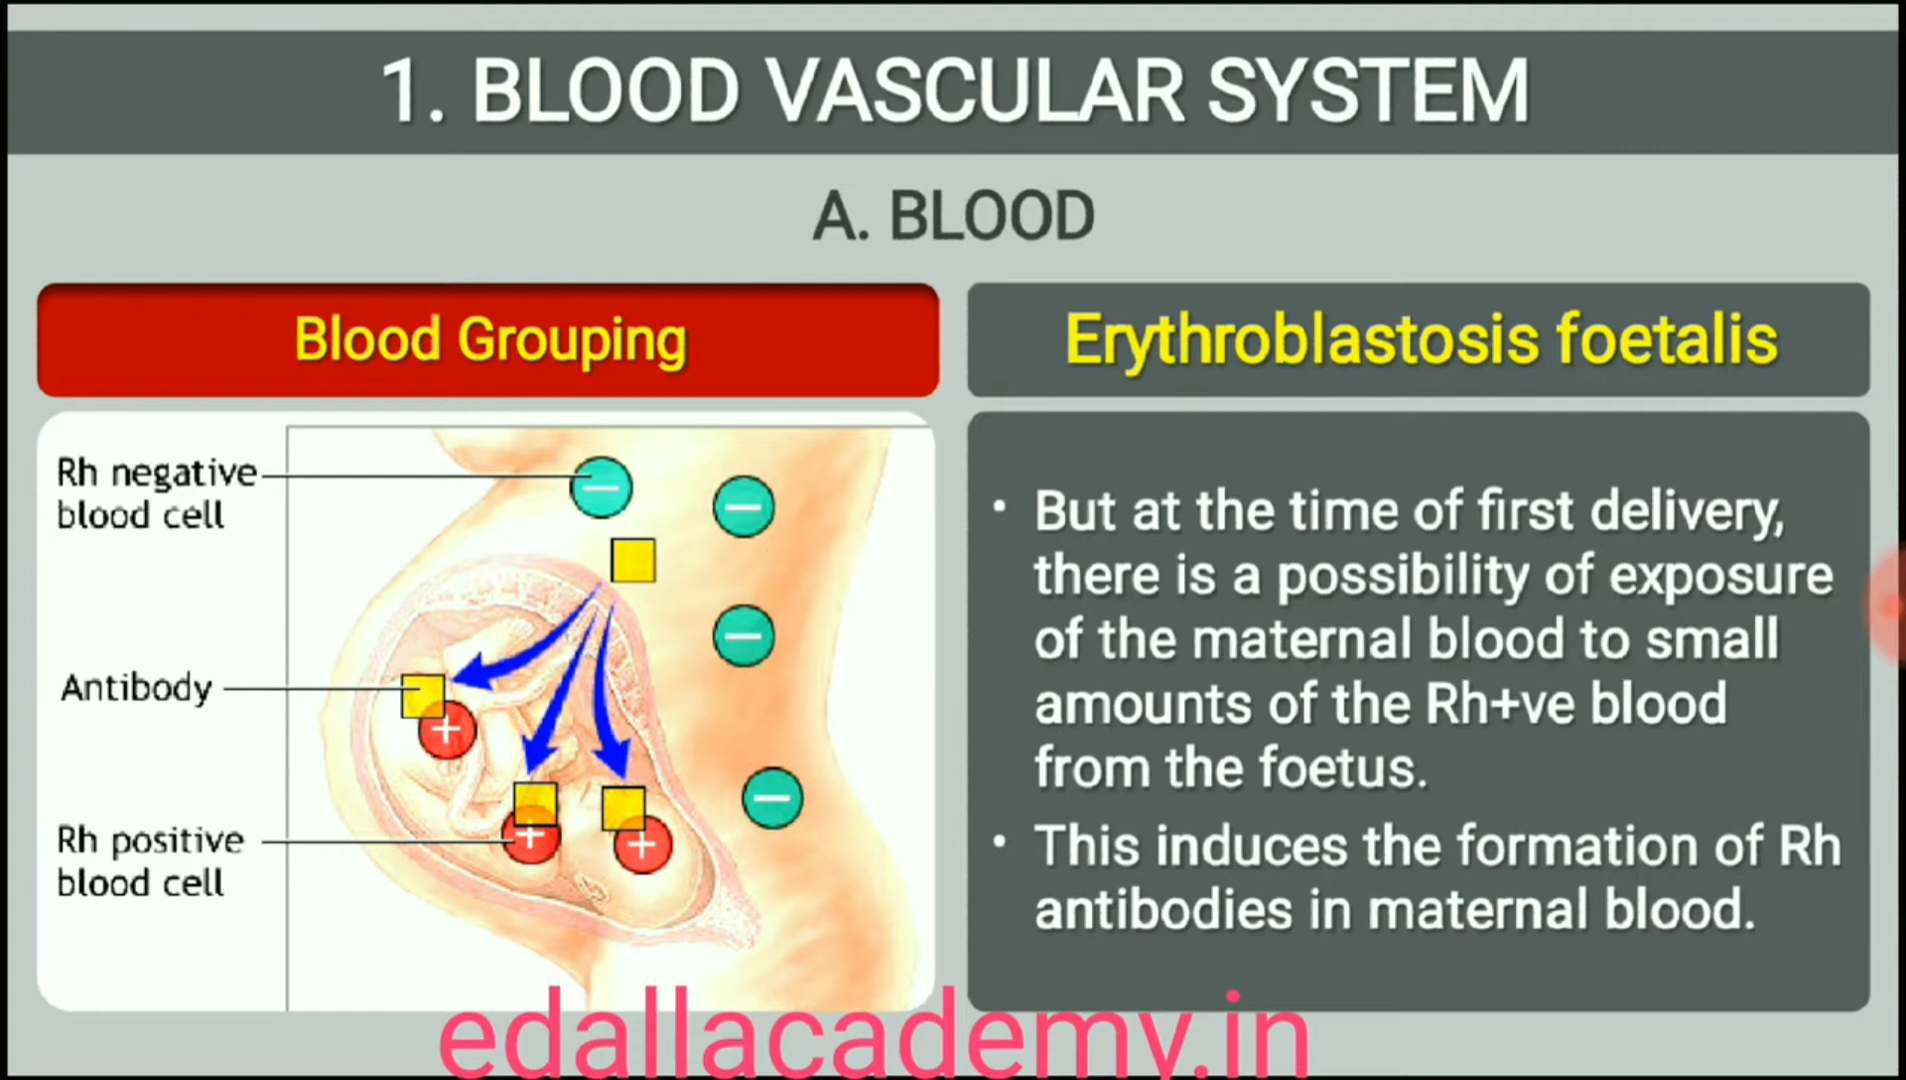 1. BLOOD VASCULAR SYSTEM
A. BLOOD
Blood Grouping
Erythroblastosis foetalis
Rh negative
blood cell
Antibody
Rh positive
blood cell
• But at the time of first delivery,
there is a possibility of exposure
of the maternal blood to small
amounts of the Rh+ve blood
from the foetus.
• This induces the formation of Rh
antibodies in maternal blood.
edallacademy.in